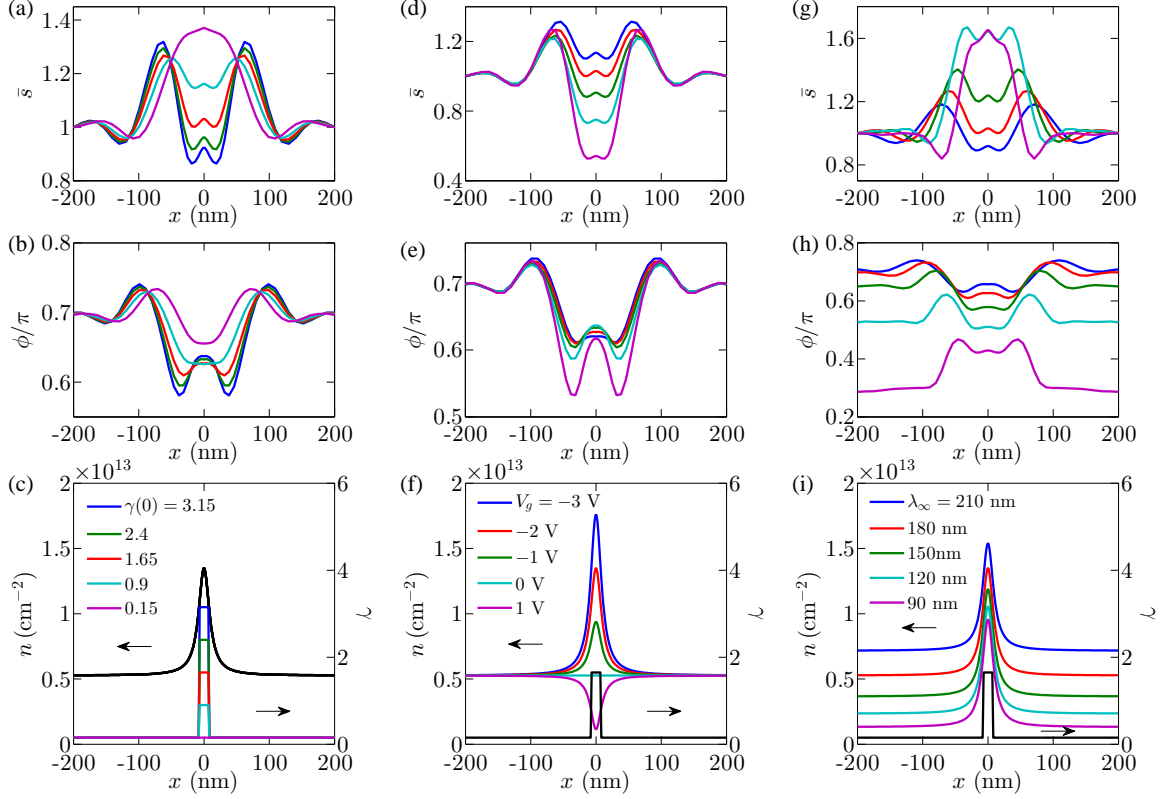 (a)
1.4
1.2
1
0.8
s̄
-200 -100 0 100 200
x (nm)
(d)
1.2
0.8
0.4
s̄
-200 -100 0 100 200
x (nm)
(g)
1.6
1.2
0.8
s̄
-200 -100 0 100 200
x (nm)
(b)
0.8
0.7
0.6
ϕ/π
-200 -100 0 100 200
x (nm)
(e)
0.7
0.6
0.5
ϕ/π
-200 -100 0 100 200
x (nm)
(h)
0.8
0.6
0.4
0.2
ϕ/π
-200 -100 0 100 200
x (nm)
(c)
×10¹³
2
1.5
1
0.5
0
n (cm⁻²)
γ(0) = 3.15
2.4
1.65
0.9
0.15
6
4
2
0
γ
-200 -100 0 100 200
x (nm)
(f)
×10¹³
2
1.5
1
0.5
0
n (cm⁻²)
V_g = −3 V
−2 V
−1 V
0 V
1 V
6
4
2
0
γ
-200 -100 0 100 200
x (nm)
(i)
×10¹³
2
1.5
1
0.5
0
n (cm⁻²)
λ_∞ = 210 nm
180 nm
150nm
120 nm
90 nm
6
4
2
0
γ
-200 -100 0 100 200
x (nm)